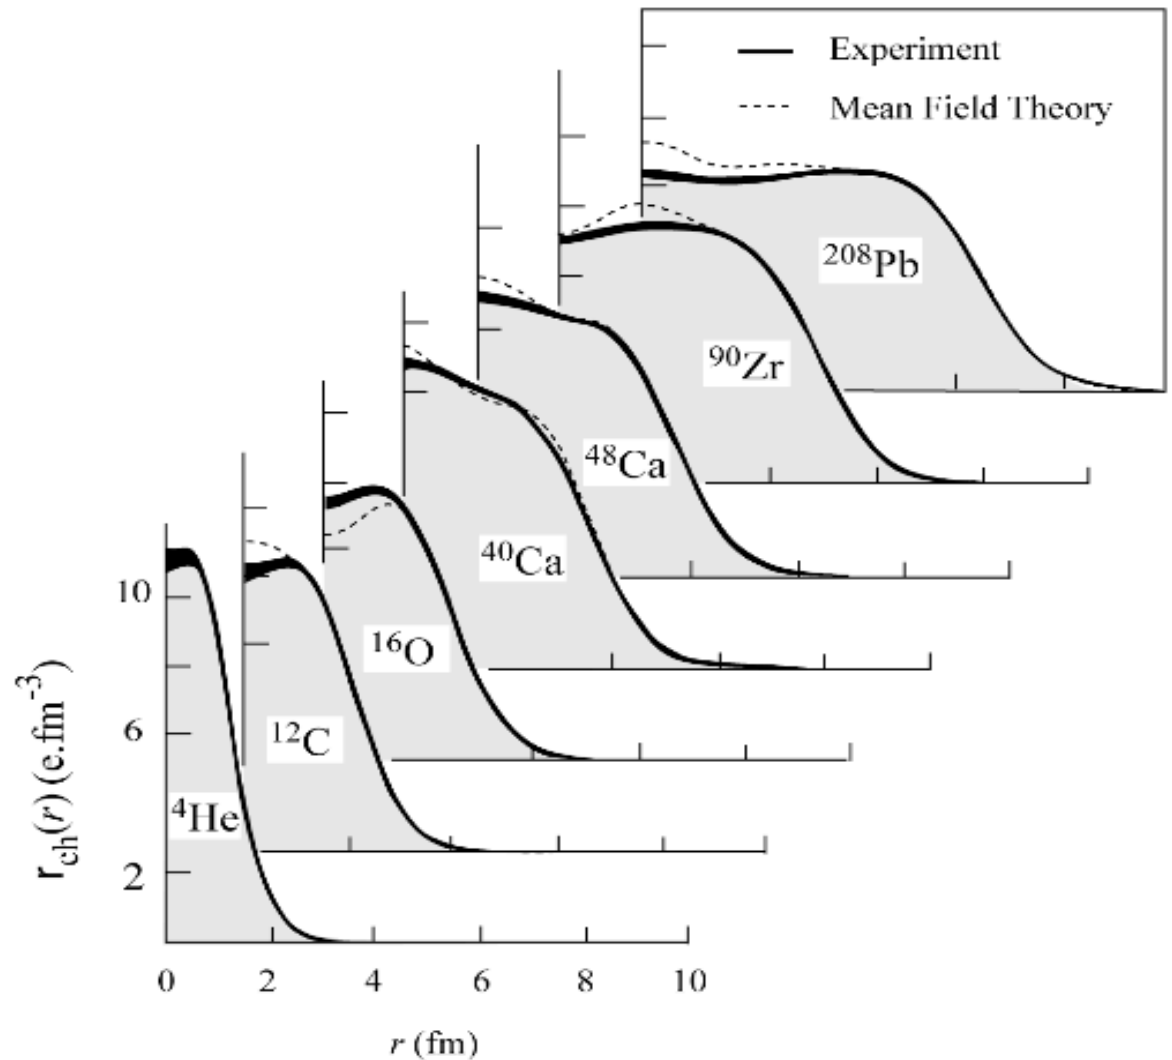 Experiment
Mean Field Theory
²⁰⁸Pb
⁹⁰Zr
⁴⁸Ca
⁴⁰Ca
¹⁶O
¹²C
⁴He
10
6
2
r_ch(r) (e.fm⁻³)
0 2 4 6 8 10
r (fm)